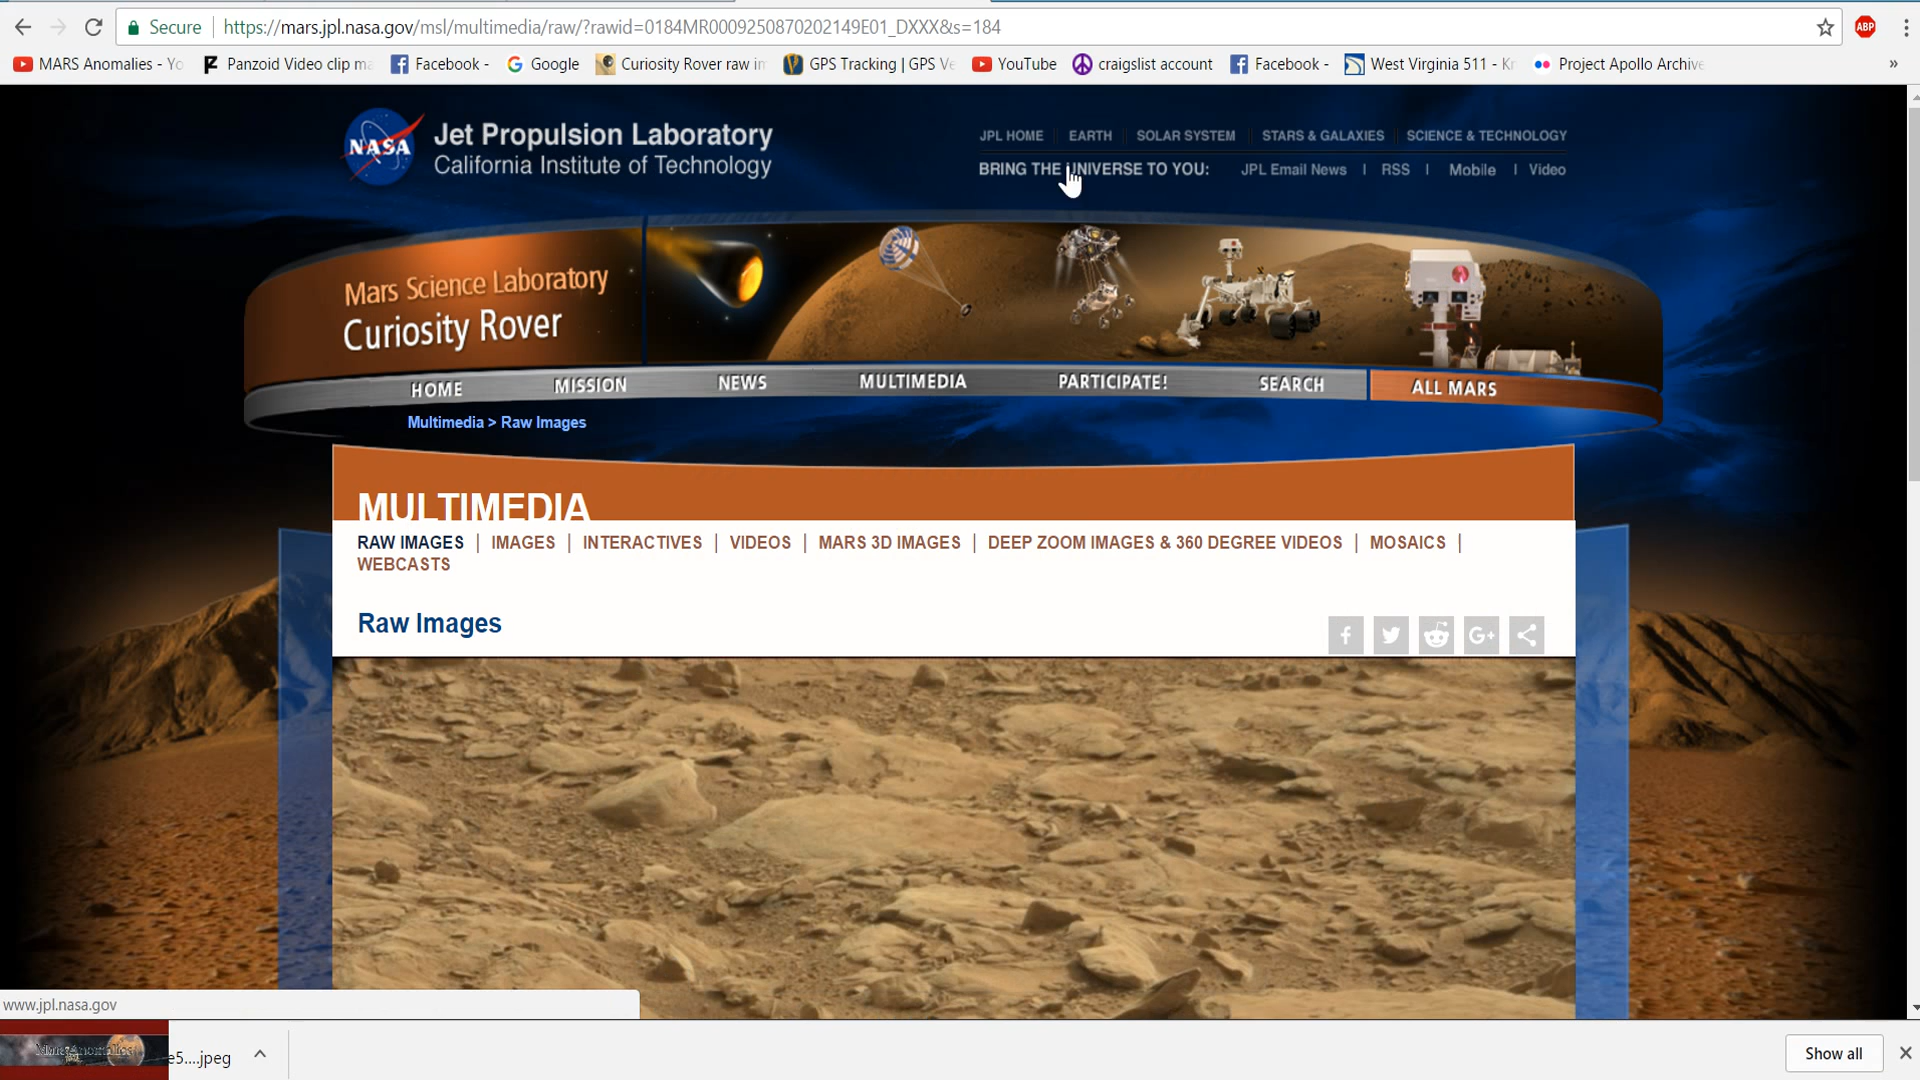 Secure https://mars.jpl.nasa.gov/msl/multimedia/raw/?rawid=0184MR0009250870202149E01_DXXX&s=184 ABP
MARS Anomalies - Yo Panzoid Video clip ma Facebook - Google Curiosity Rover raw im GPS Tracking | GPS Ve YouTube craigslist account Facebook - West Virginia 511 - Kn Project Apollo Archive »
NASA Jet Propulsion Laboratory
California Institute of Technology
JPL HOME EARTH SOLAR SYSTEM STARS & GALAXIES SCIENCE & TECHNOLOGY
BRING THE UNIVERSE TO YOU: JPL Email News | RSS | Mobile | Video
Mars Science Laboratory
Curiosity Rover
HOME MISSION NEWS MULTIMEDIA PARTICIPATE! SEARCH ALL MARS
Multimedia > Raw Images
MULTIMEDIA
RAW IMAGES | IMAGES | INTERACTIVES | VIDEOS | MARS 3D IMAGES | DEEP ZOOM IMAGES & 360 DEGREE VIDEOS | MOSAICS |
WEBCASTS
Raw Images
www.jpl.nasa.gov
Mars Anomalies
e5....jpeg
Show all